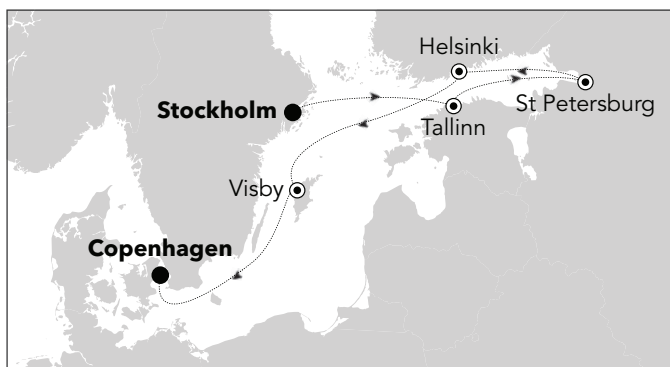 Helsinki
Stockholm
St Petersburg
Tallinn
Visby
Copenhagen